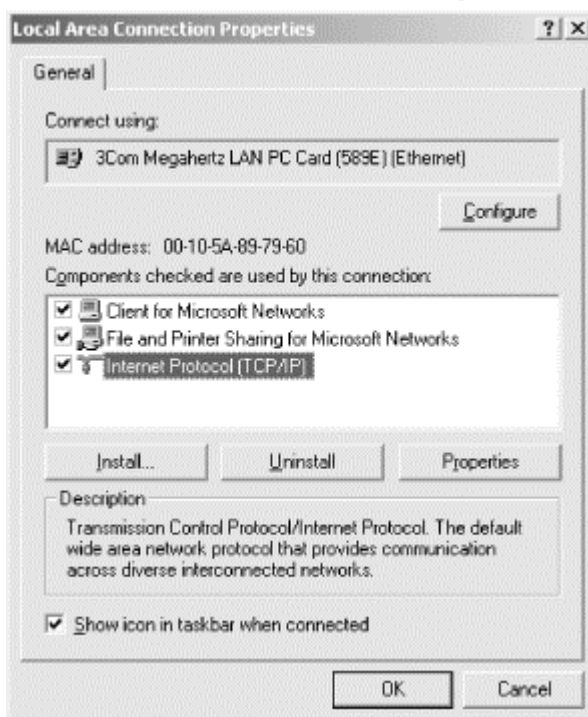 Local Area Connection Properties
General
Connect using:
3Com Megahertz LAN PC Card (589E) (Ethernet)
Configure
MAC address: 00-10-5A-89-79-60
Components checked are used by this connection:
Client for Microsoft Networks
File and Printer Sharing for Microsoft Networks
Internet Protocol (TCP/IP)
Install... Uninstall Properties
Description
Transmission Control Protocol/Internet Protocol. The default
wide area network protocol that provides communication
across diverse interconnected networks.
Show icon in taskbar when connected
OK Cancel